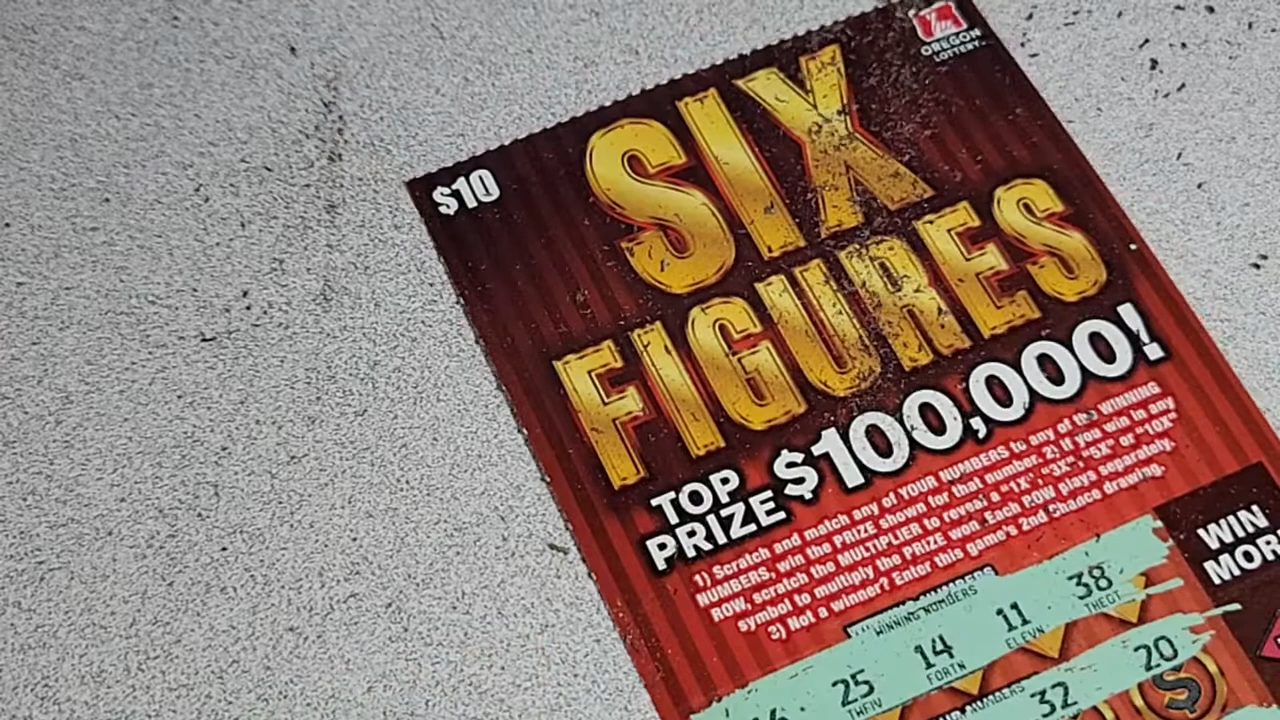 OREGON
LOTTERY
$10
SIX
FIGURES
TOP
PRIZE $100,000!
1) Scratch and match any of YOUR NUMBERS to any of the WINNING
NUMBERS, win the PRIZE shown for that number. 2) If you win in any
ROW, scratch the MULTIPLIER to reveal a "1X", "3X", "5X" or "10X"
symbol to multiply the PRIZE won. Each ROW plays separately.
3) Not a winner? Enter this game's 2nd Chance drawing.
WIN
WINNING NUMBERS
25 14 11 38
TWFIV FORTN ELEVN THEGT
NUMBERS
32 20
$